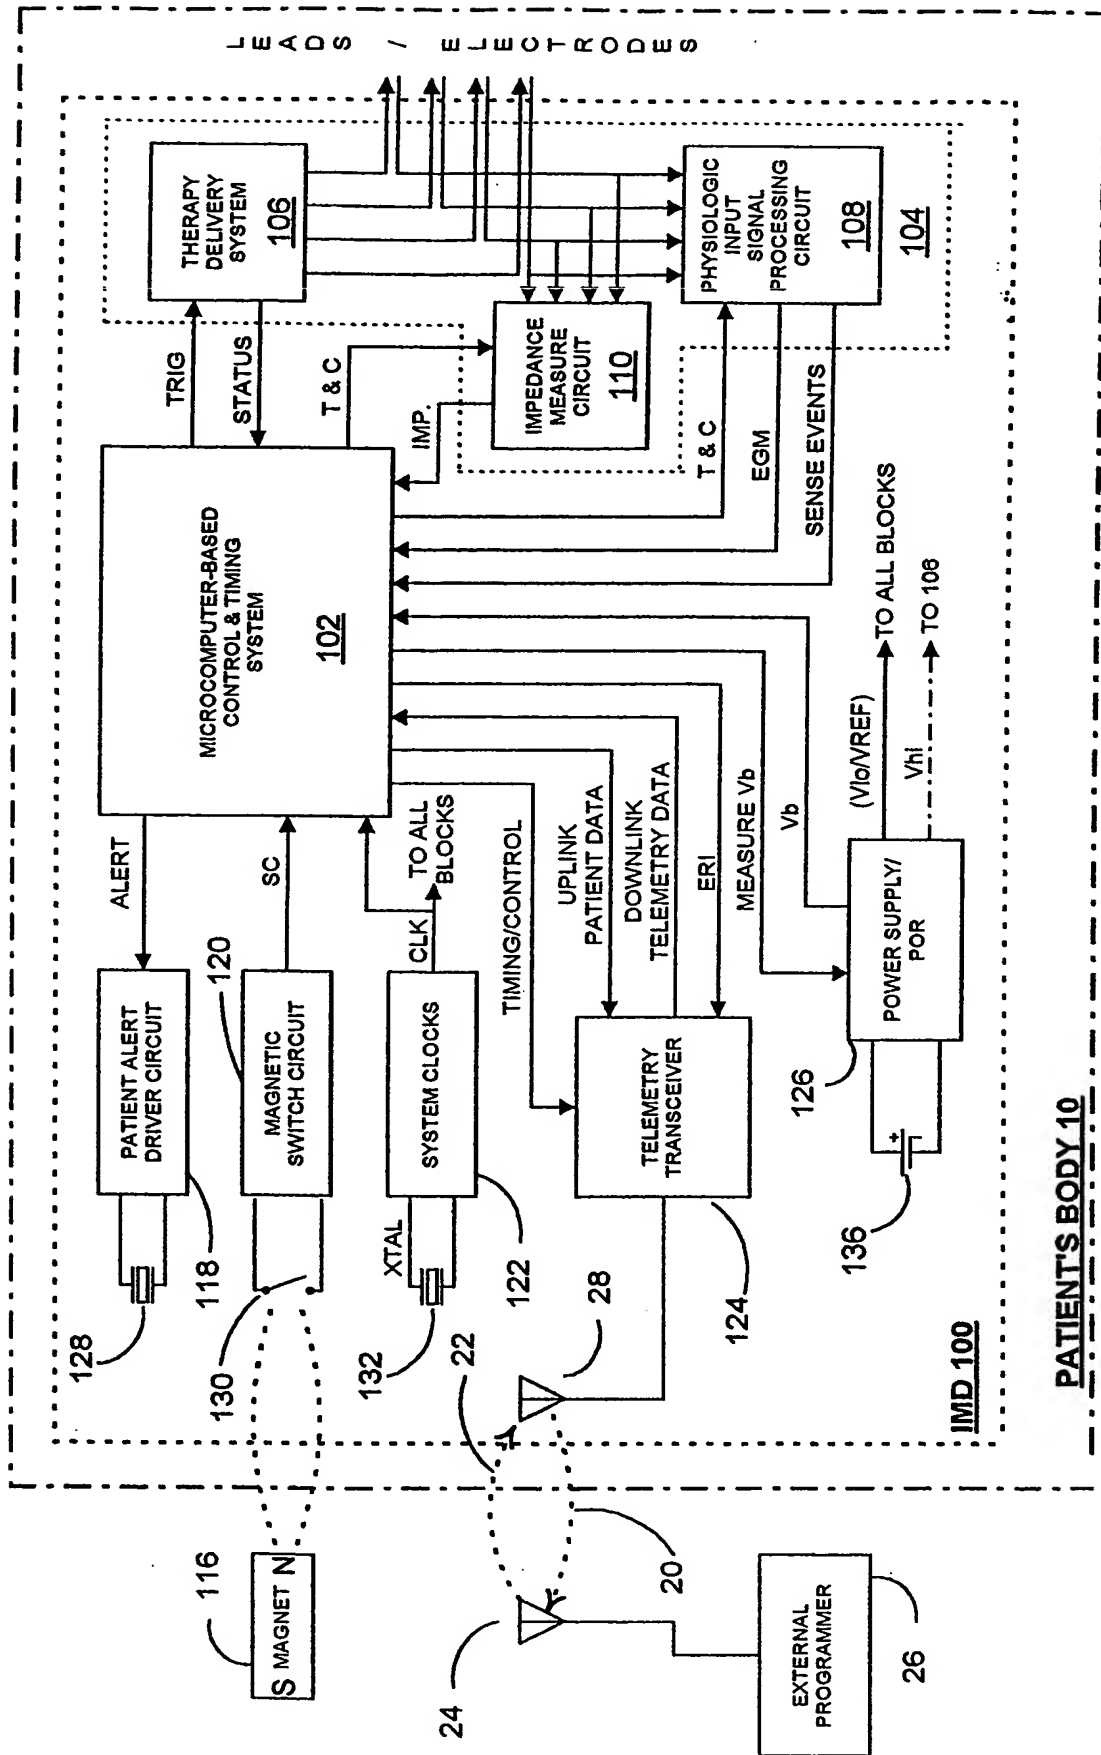 PATIENT'S BODY 10
IMD 100
LEADS / ELECTRODES
THERAPY
DELIVERY
SYSTEM
106
PHYSIOLOGIC
INPUT
SIGNAL
PROCESSING
CIRCUIT
108
104
IMPEDANCE
MEASURE
CIRCUIT
110
TRIG
STATUS
T & C
IMP.
T & C
EGM
SENSE EVENTS
MICROCOMPUTER-BASED
CONTROL & TIMING
SYSTEM
102
ALERT
SC
CLK
TO ALL
BLOCKS
TIMING/CONTROL
UPLINK
PATIENT DATA
DOWNLINK
TELEMETRY DATA
ERI
MEASURE Vb
Vb
(Vlo/VREF)
TO ALL BLOCKS
Vhi
TO 106
PATIENT ALERT
DRIVER CIRCUIT
118
128
MAGNETIC
SWITCH CIRCUIT
120
130
SYSTEM CLOCKS
122
XTAL
132
TELEMETRY
TRANSCEIVER
124
POWER SUPPLY/
POR
126
+
136
22
28
20
24
S MAGNET N
116
EXTERNAL
PROGRAMMER
26